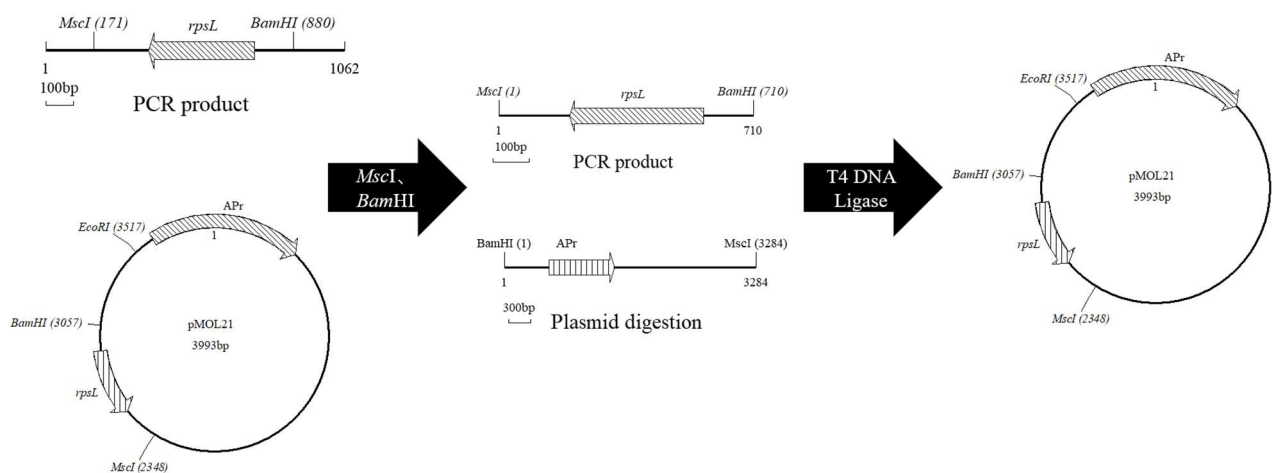 MscI (171)
rpsL
BamHI (880)
1
1062
100bp
PCR product
EcoRI (3517)
APr
1
BamHI (3057)
pMOL21
3993bp
rpsL
MscI (2348)
MscI、
BamHI
MscI (1)
rpsL
BamHI (710)
1
710
100bp
PCR product
BamHI (1)
APr
MscI (3284)
1
3284
300bp
Plasmid digestion
T4 DNA
Ligase
APr
EcoRI (3517)
1
BamHI (3057)
pMOL21
3993bp
rpsL
MscI (2348)